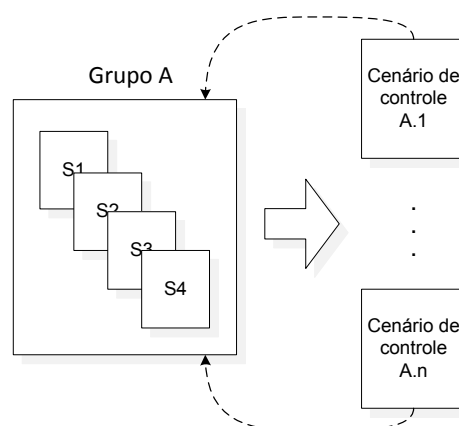 Grupo A
S1
S2
S3
S4
Cenário de
controle
A.1
.
.
.
Cenário de
controle
A.n